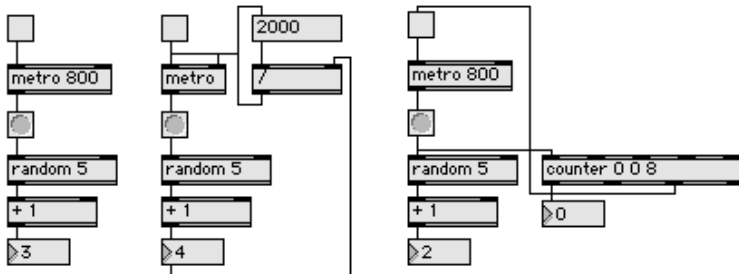 2000
metro 800
metro
/
metro 800
random 5
random 5
random 5
counter 0 0 8
+ 1
+ 1
+ 1
0
3
4
2